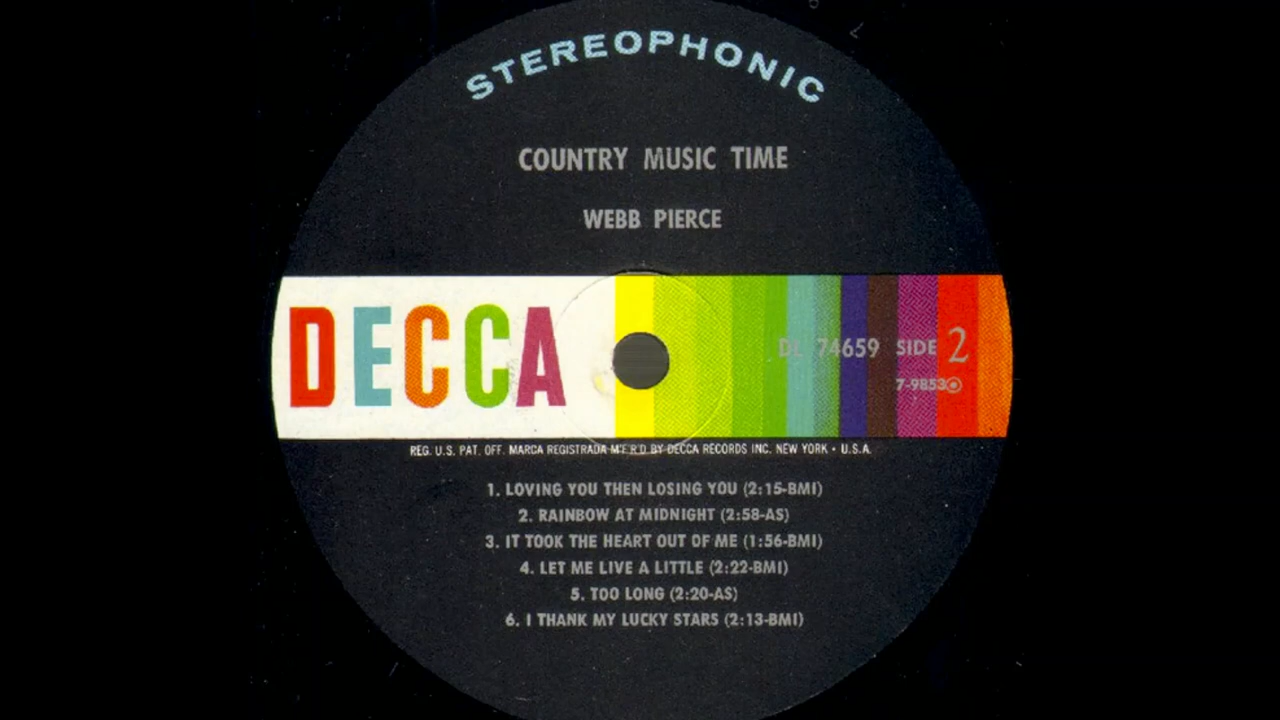 STEREOPHONIC
COUNTRY MUSIC TIME
WEBB PIERCE
DECCA
DL 74659 SIDE 2
7-9853
REG. U.S. PAT. OFF. MARCA REGISTRADA M'F'R'D BY DECCA RECORDS INC. NEW YORK • U.S.A.
1. LOVING YOU THEN LOSING YOU (2:15-BMI)
2. RAINBOW AT MIDNIGHT (2:58-AS)
3. IT TOOK THE HEART OUT OF ME (1:56-BMI)
4. LET ME LIVE A LITTLE (2:22-BMI)
5. TOO LONG (2:20-AS)
6. I THANK MY LUCKY STARS (2:13-BMI)